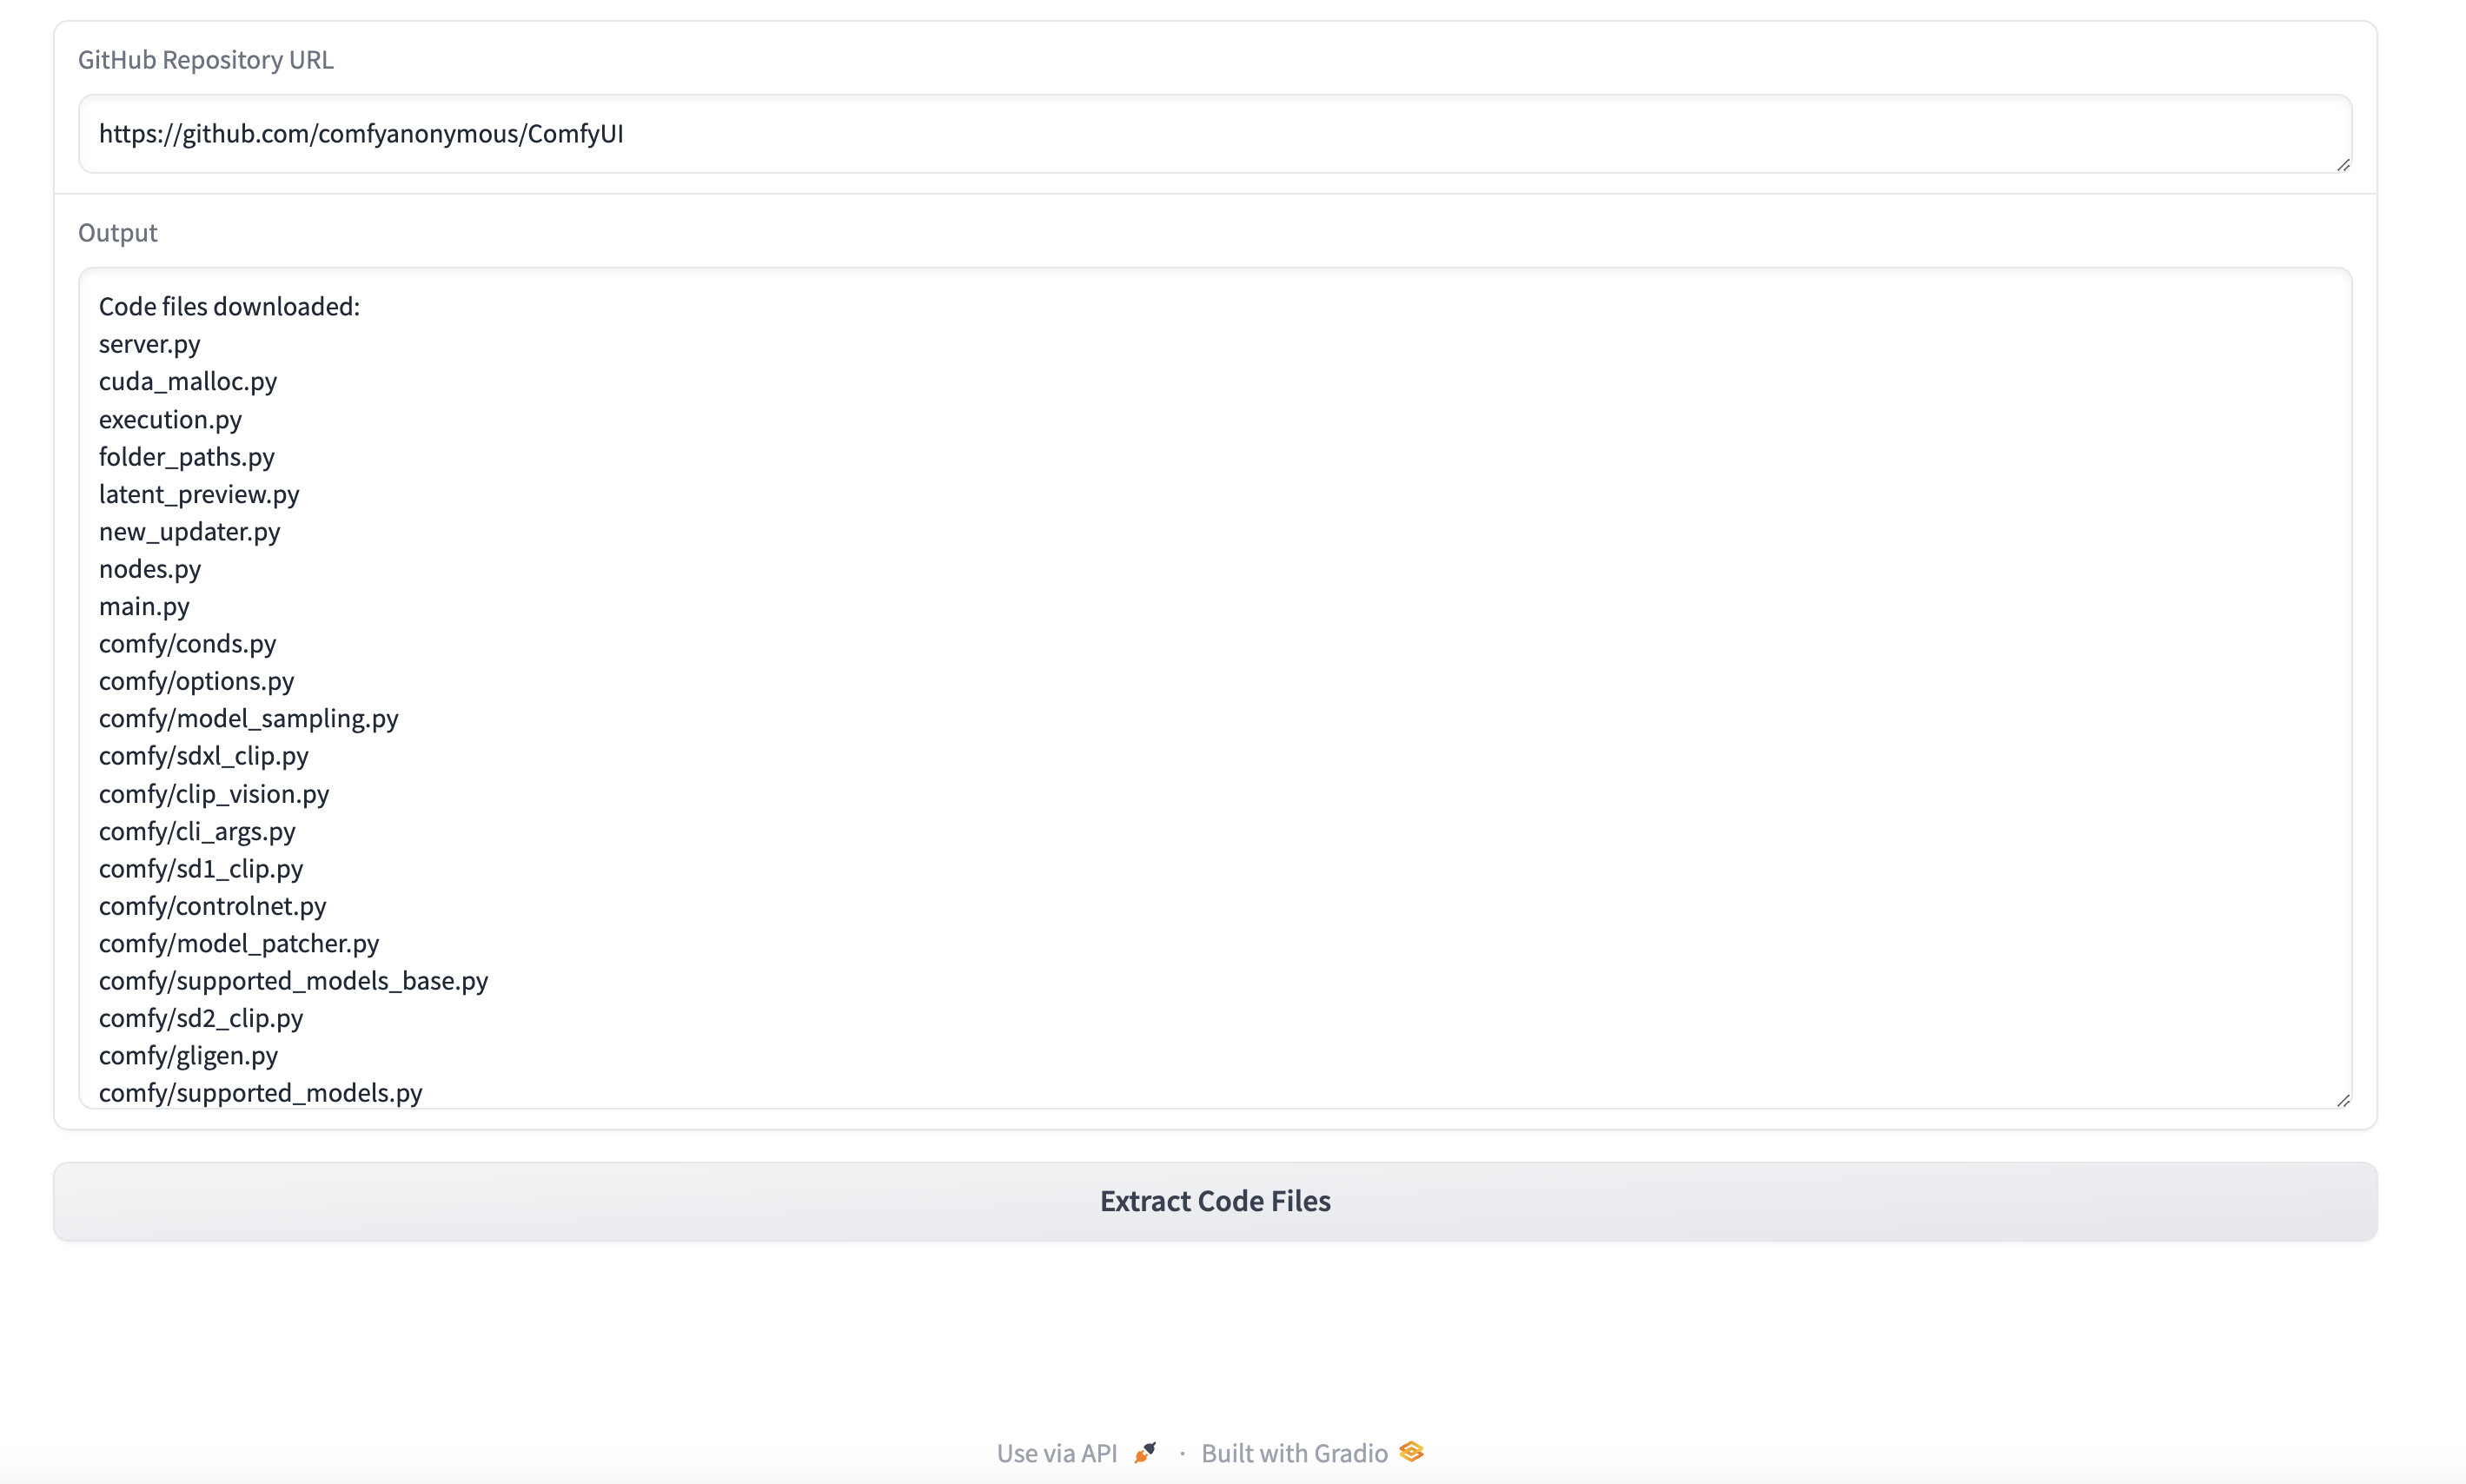 GitHub Repository URL
https://github.com/comfyanonymous/ComfyUI
Output
Code files downloaded:
server.py
cuda_malloc.py
execution.py
folder_paths.py
latent_preview.py
new_updater.py
nodes.py
main.py
comfy/conds.py
comfy/options.py
comfy/model_sampling.py
comfy/sdxl_clip.py
comfy/clip_vision.py
comfy/cli_args.py
comfy/sd1_clip.py
comfy/controlnet.py
comfy/model_patcher.py
comfy/supported_models_base.py
comfy/sd2_clip.py
comfy/gligen.py
comfy/supported_models.py
Extract Code Files
Use via API · Built with Gradio